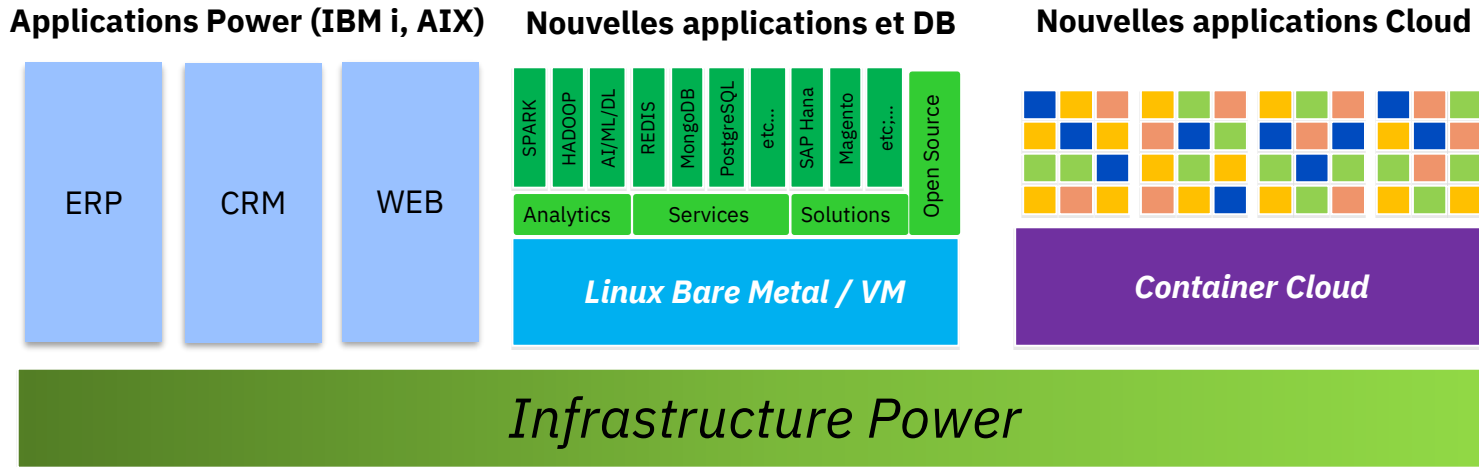 Applications Power (IBM i, AIX)
Nouvelles applications et DB
Nouvelles applications Cloud
ERP
CRM
WEB
SPARK
HADOOP
AI/ML/DL
REDIS
MongoDB
PostgreSQL
etc...
SAP Hana
Magento
etc;...
Open Source
Analytics
Services
Solutions
Linux Bare Metal / VM
Container Cloud
Infrastructure Power